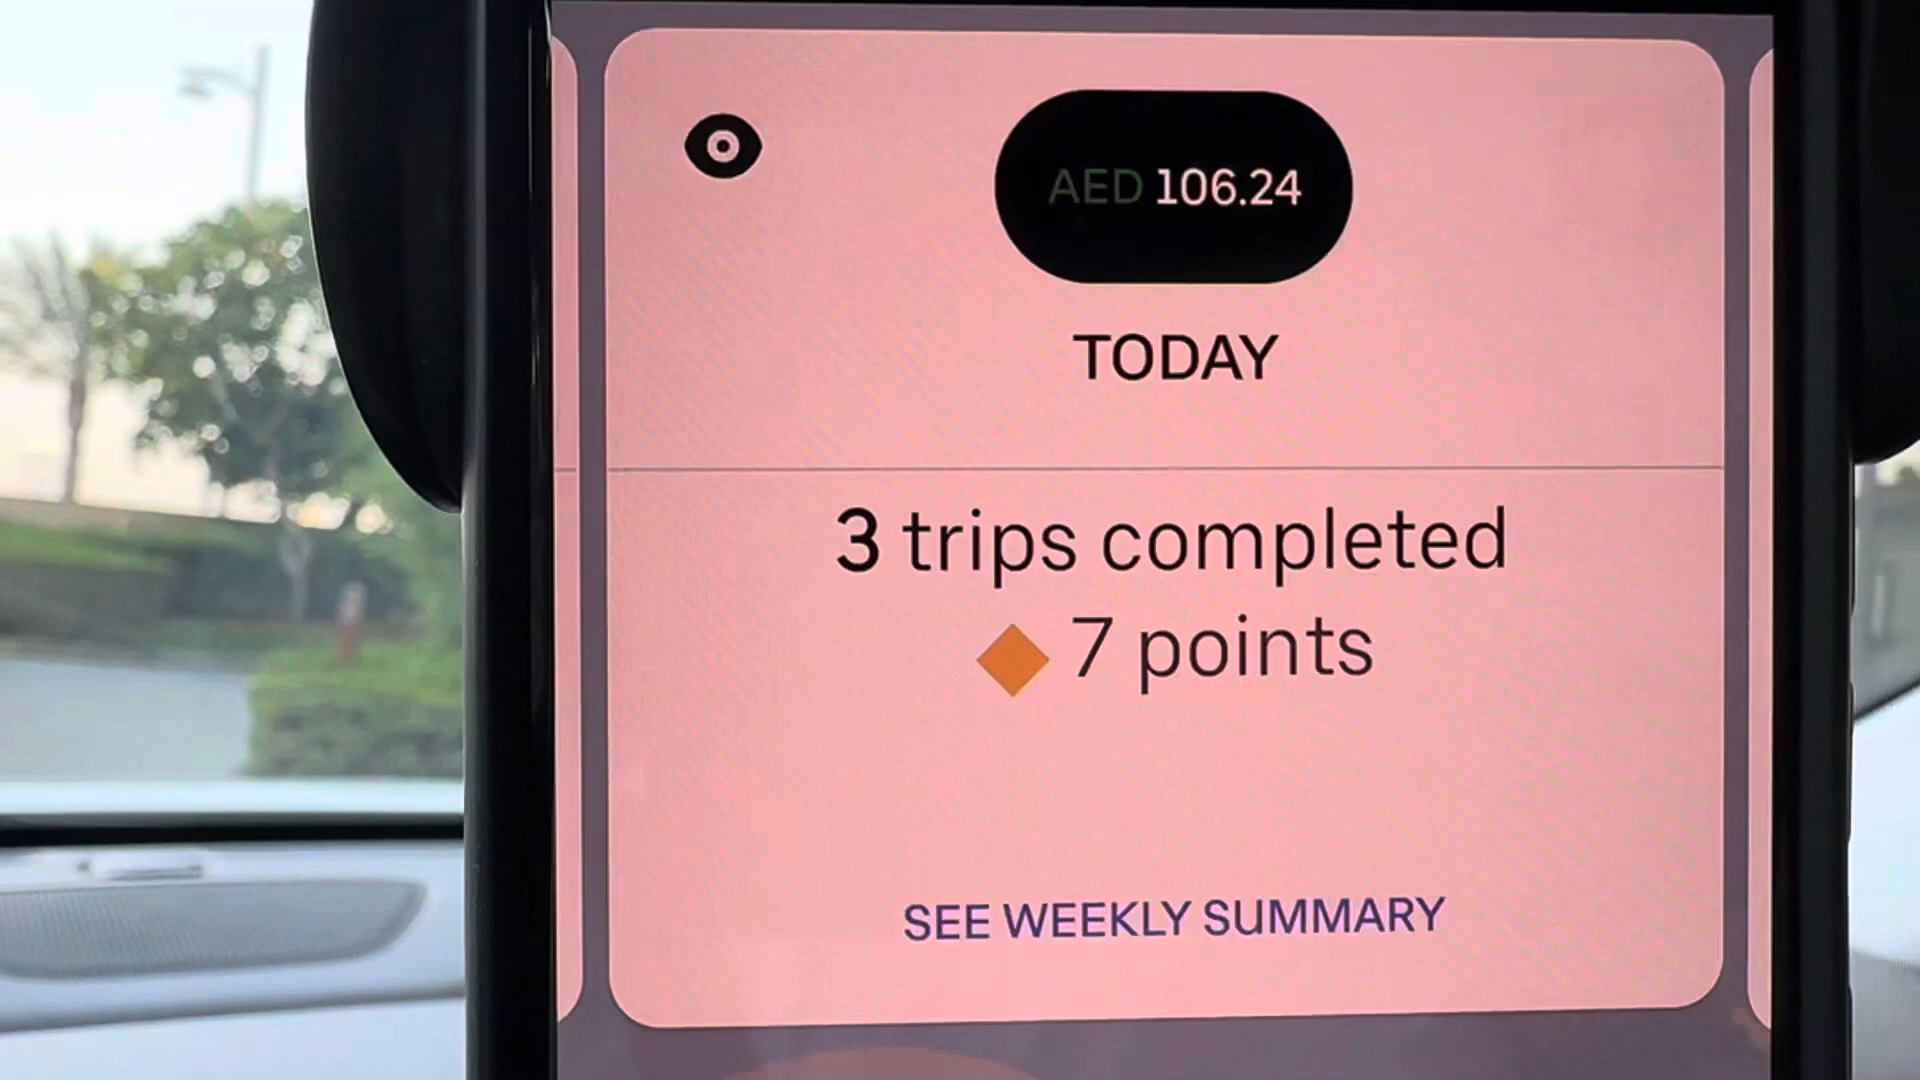 AED 106.24
TODAY
3 trips completed
7 points
SEE WEEKLY SUMMARY